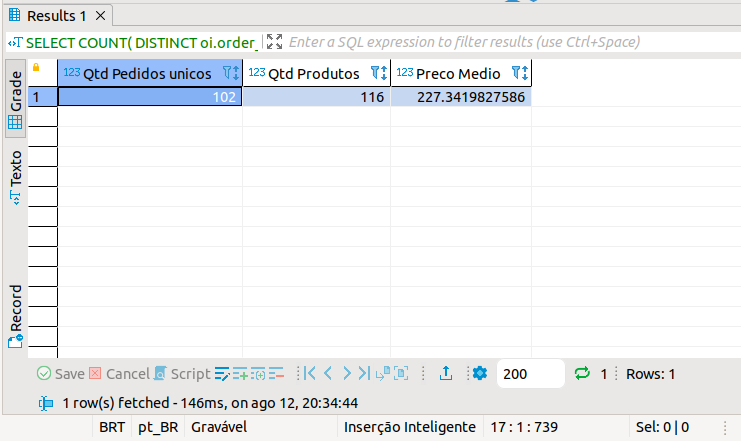 Results 1
SELECT COUNT( DISTINCT oi.order_ Enter a SQL expression to filter results (use Ctrl+Space)
Grade
Texto
Record
123 Qtd Pedidos unicos 123 Qtd Produtos 123 Preco Medio
1 102 116 227.3419827586
Save Cancel Script 200 1 Rows: 1
1 row(s) fetched - 146ms, on ago 12, 20:34:44
BRT pt_BR Gravável Inserção Inteligente 17 : 1 : 739 Sel: 0 | 0